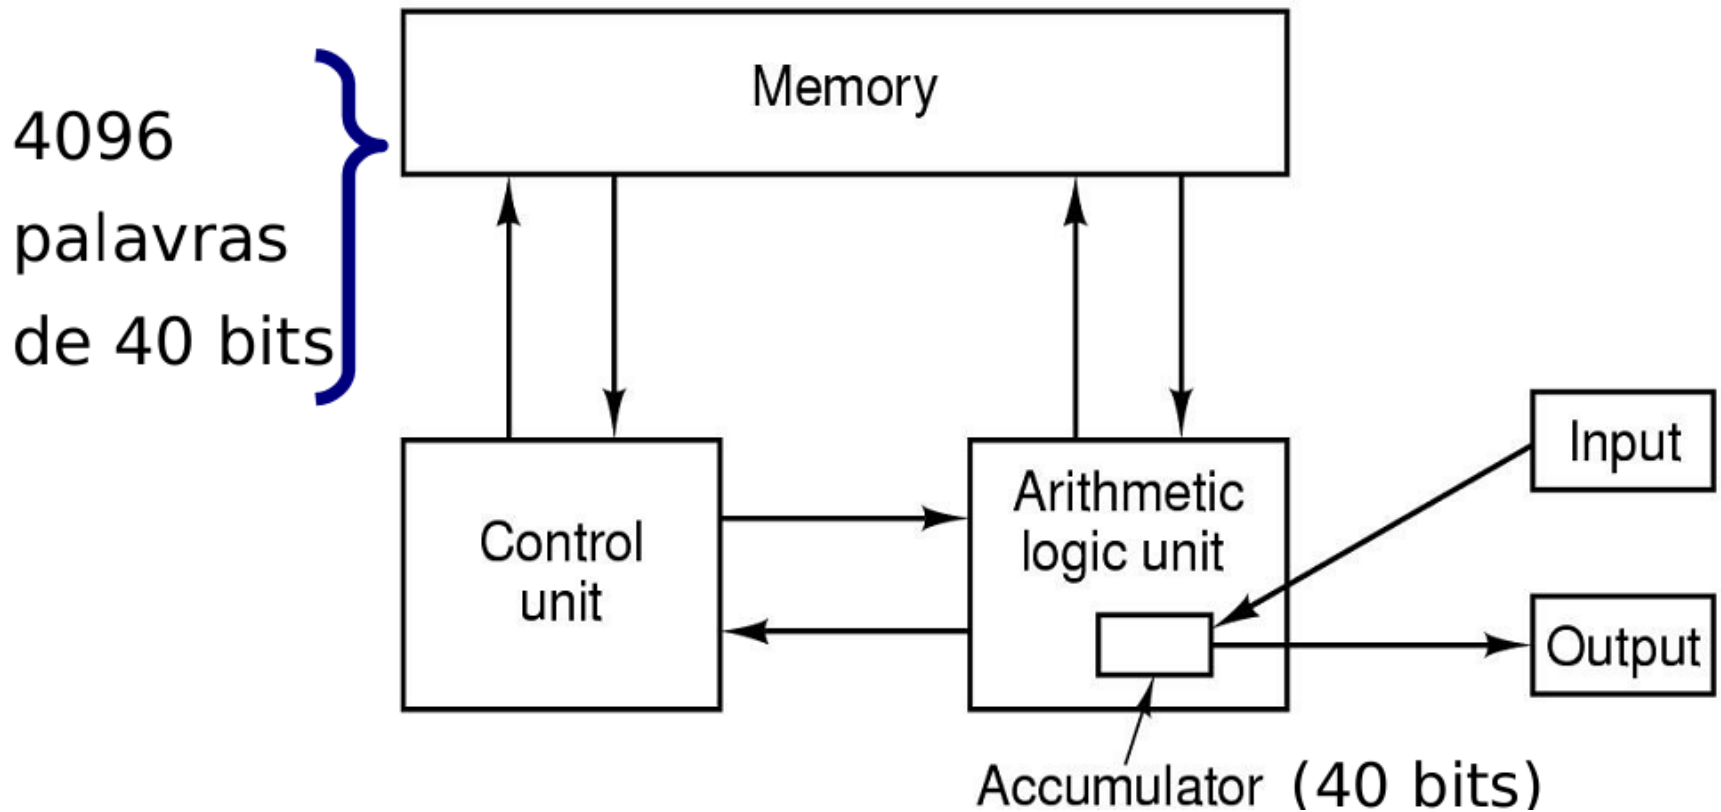 Memory
4096
palavras
de 40 bits
Control
unit
Arithmetic
logic unit
Input
Output
Accumulator (40 bits)